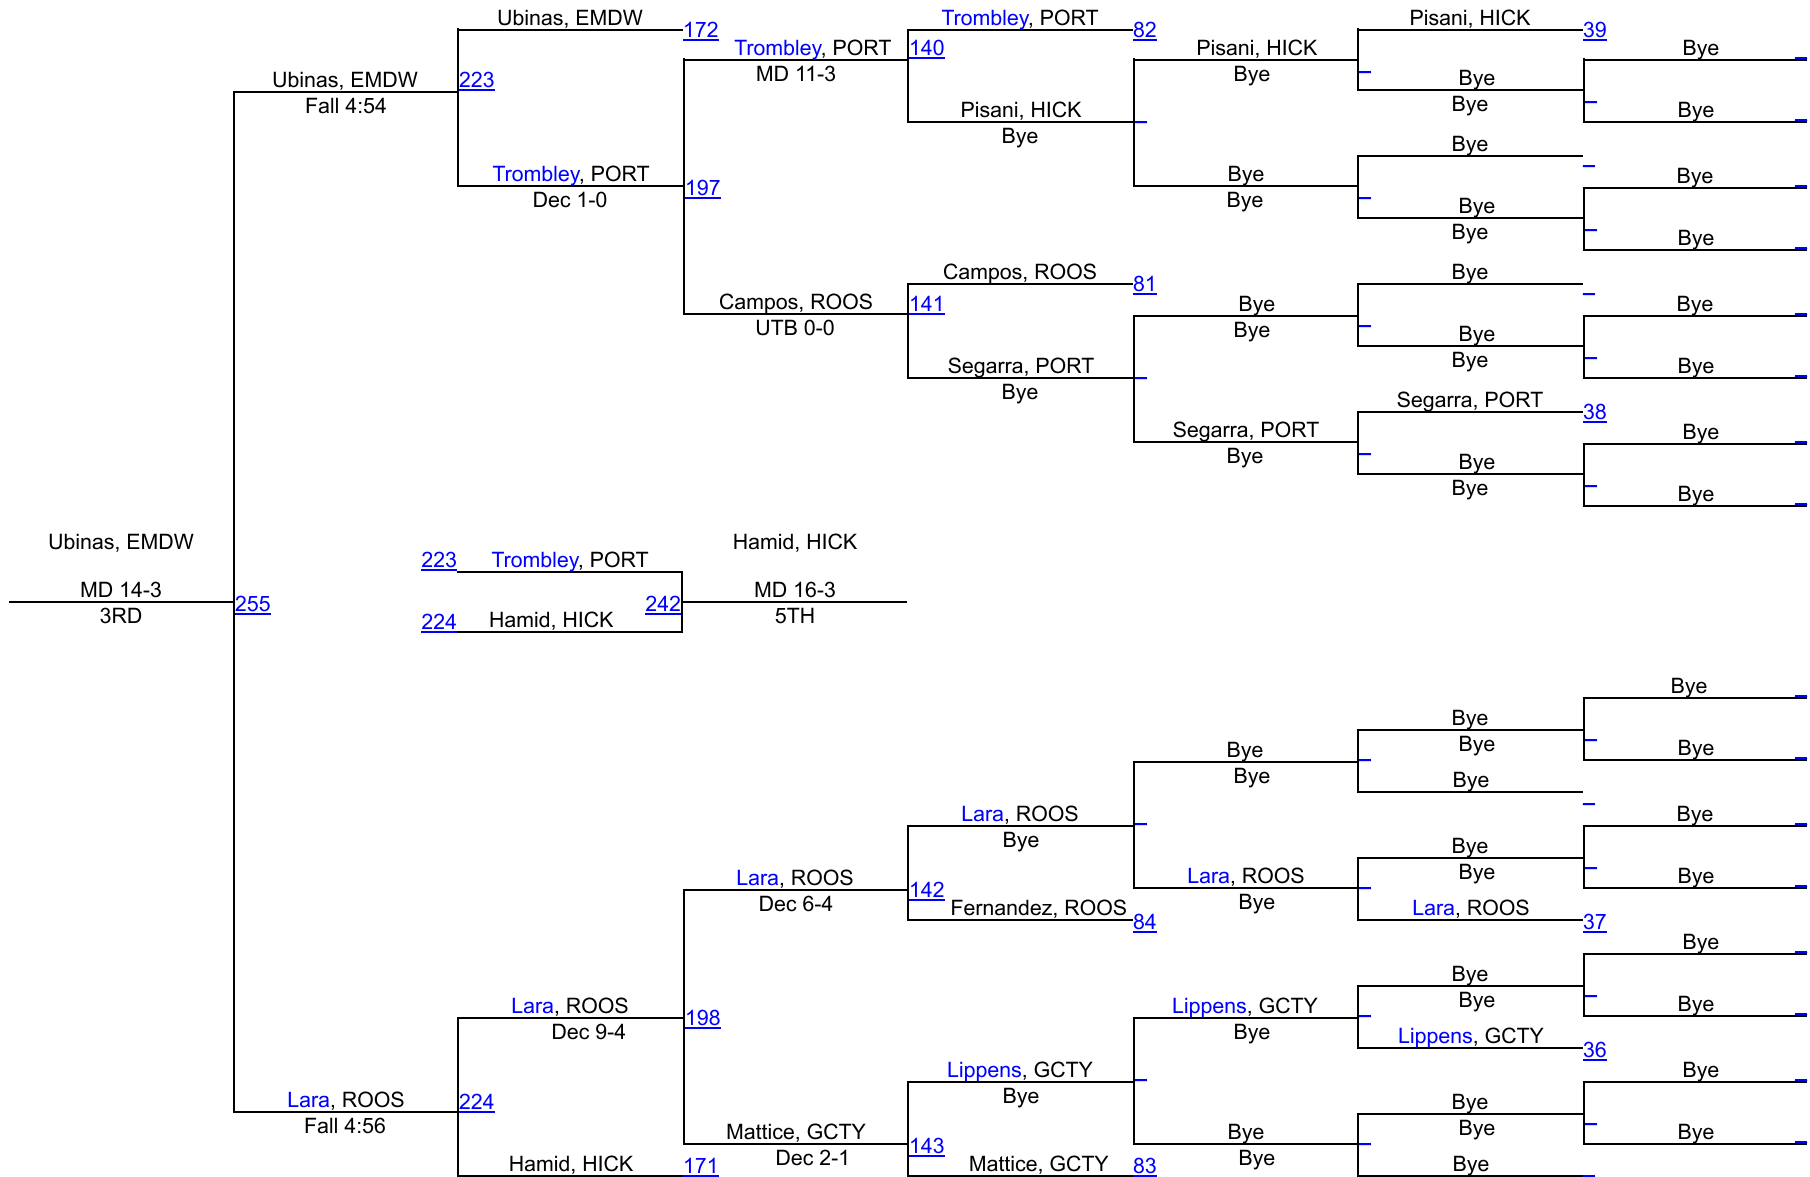 Ubinas, EMDW
172
Trombley, PORT
82
Pisani, HICK
39
Trombley, PORT
140
MD 11-3
Pisani, HICK
Bye
Bye
Ubinas, EMDW
223
Fall 4:54
Bye
Bye
Pisani, HICK
Bye
Bye
Bye
Trombley, PORT
197
Dec 1-0
Bye
Bye
Bye
Bye
Bye
Bye
Campos, ROOS
81
Bye
Campos, ROOS
141
UTB 0-0
Bye
Bye
Bye
Bye
Bye
Segarra, PORT
Bye
Bye
Segarra, PORT
38
Segarra, PORT
Bye
Bye
Bye
Bye
Bye
Ubinas, EMDW
Hamid, HICK
223
Trombley, PORT
MD 14-3
255
3RD
242
MD 16-3
5TH
224
Hamid, HICK
Bye
Bye
Bye
Bye
Bye
Bye
Bye
Lara, ROOS
Bye
Bye
Bye
Bye
Lara, ROOS
142
Dec 6-4
Lara, ROOS
Bye
Bye
Fernandez, ROOS
84
Lara, ROOS
37
Bye
Bye
Bye
Lara, ROOS
198
Dec 9-4
Lippens, GCTY
Bye
Bye
Lippens, GCTY
36
Lippens, GCTY
Bye
Bye
Lara, ROOS
224
Fall 4:56
Bye
Bye
Mattice, GCTY
143
Dec 2-1
Bye
Bye
Bye
Hamid, HICK
171
Mattice, GCTY
83
Bye